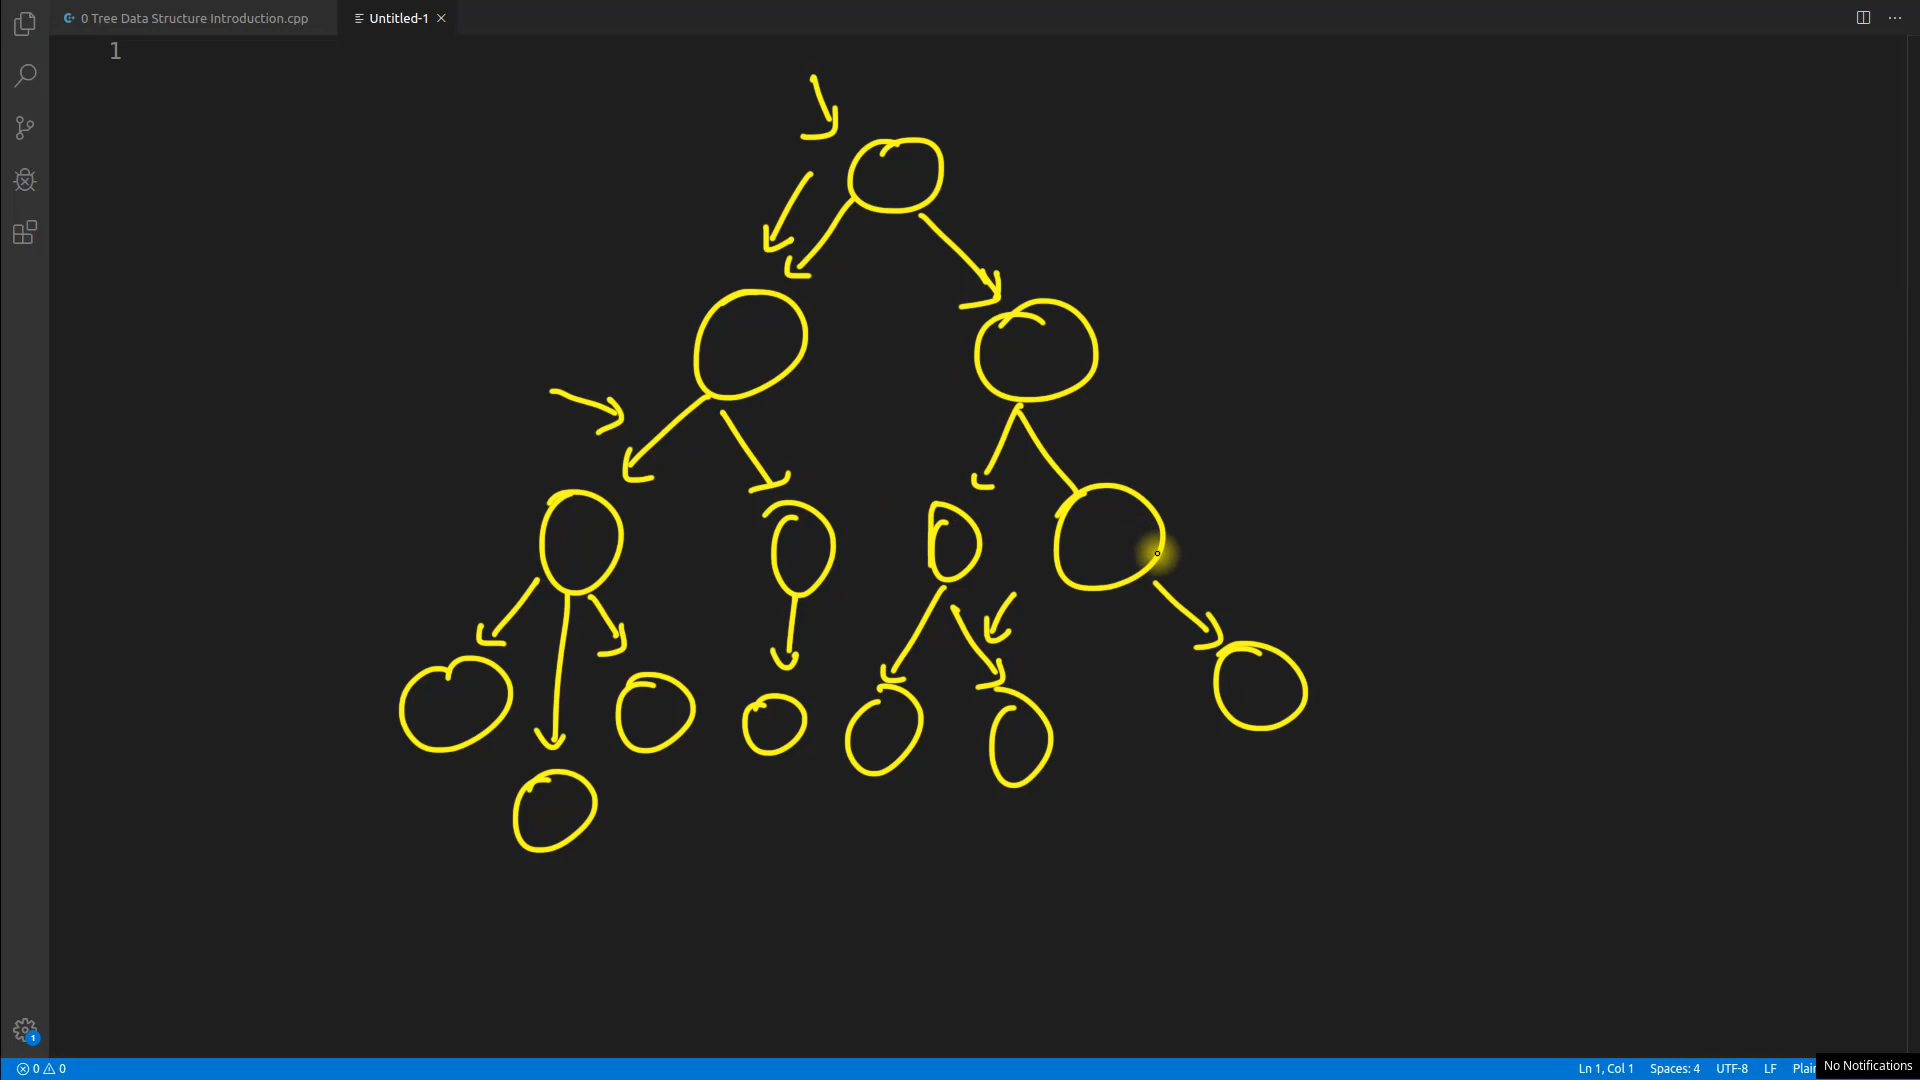 0 Tree Data Structure Introduction.cpp
Untitled-1
1
1
0 0
Ln 1, Col 1
Spaces: 4
UTF-8
LF
No Notifications